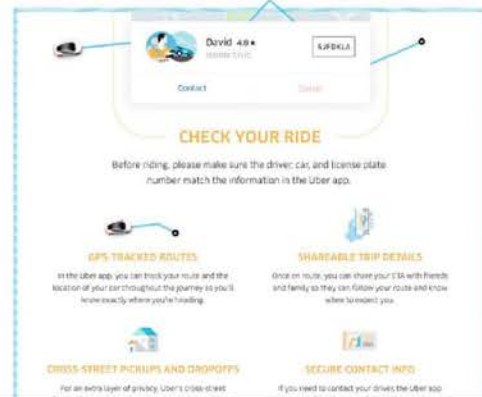 David 4.8★
Honda Civic
5JFDKLA
Contact
Cancel
CHECK YOUR RIDE
Before riding, please make sure the driver, car, and license plate
number match the information in the Uber app.
GPS-TRACKED ROUTES
In the Uber app, you can track your route and the
location of your car throughout the journey so you'll
know exactly where you're heading.
SHAREABLE TRIP DETAILS
Once en route, you can share your ETA with friends
and family so they can follow your route and know
when to expect you.
CROSS-STREET PICKUPS AND DROPOFFS
For an extra layer of privacy, Uber's cross-street
SECURE CONTACT INFO
If you need to contact your driver, the Uber app